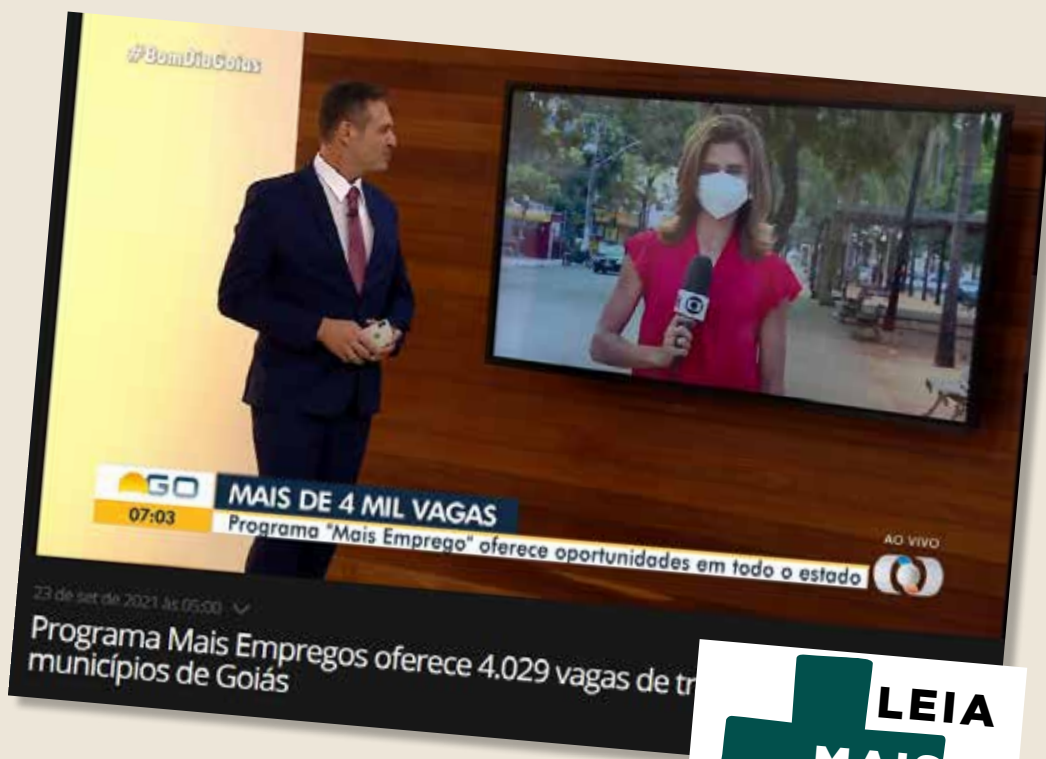 #BomDiaGoiás
GO
MAIS DE 4 MIL VAGAS
07:03
Programa "Mais Emprego" oferece oportunidades em todo o estado
AO VIVO
23 de set de 2021 às 05:00
Programa Mais Empregos oferece 4.029 vagas de
municípios de Goiás
LEIA
MAIS